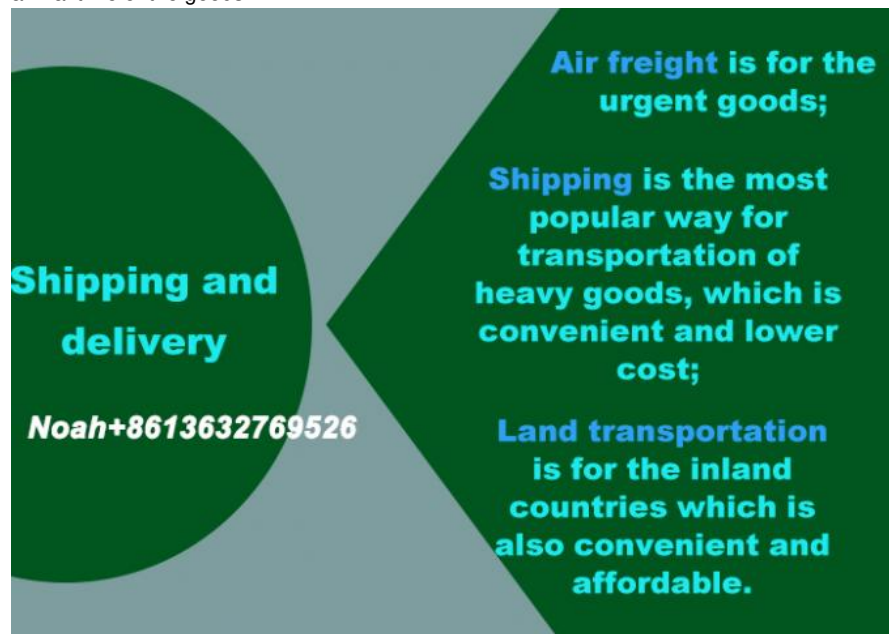 Shipping and
delivery
Noah+8613632769526
Air freight is for the
urgent goods;
Shipping is the most
popular way for
transportation of
heavy goods, which is
convenient and lower
cost;
Land transportation
is for the inland
countries which is
also convenient and
affordable.